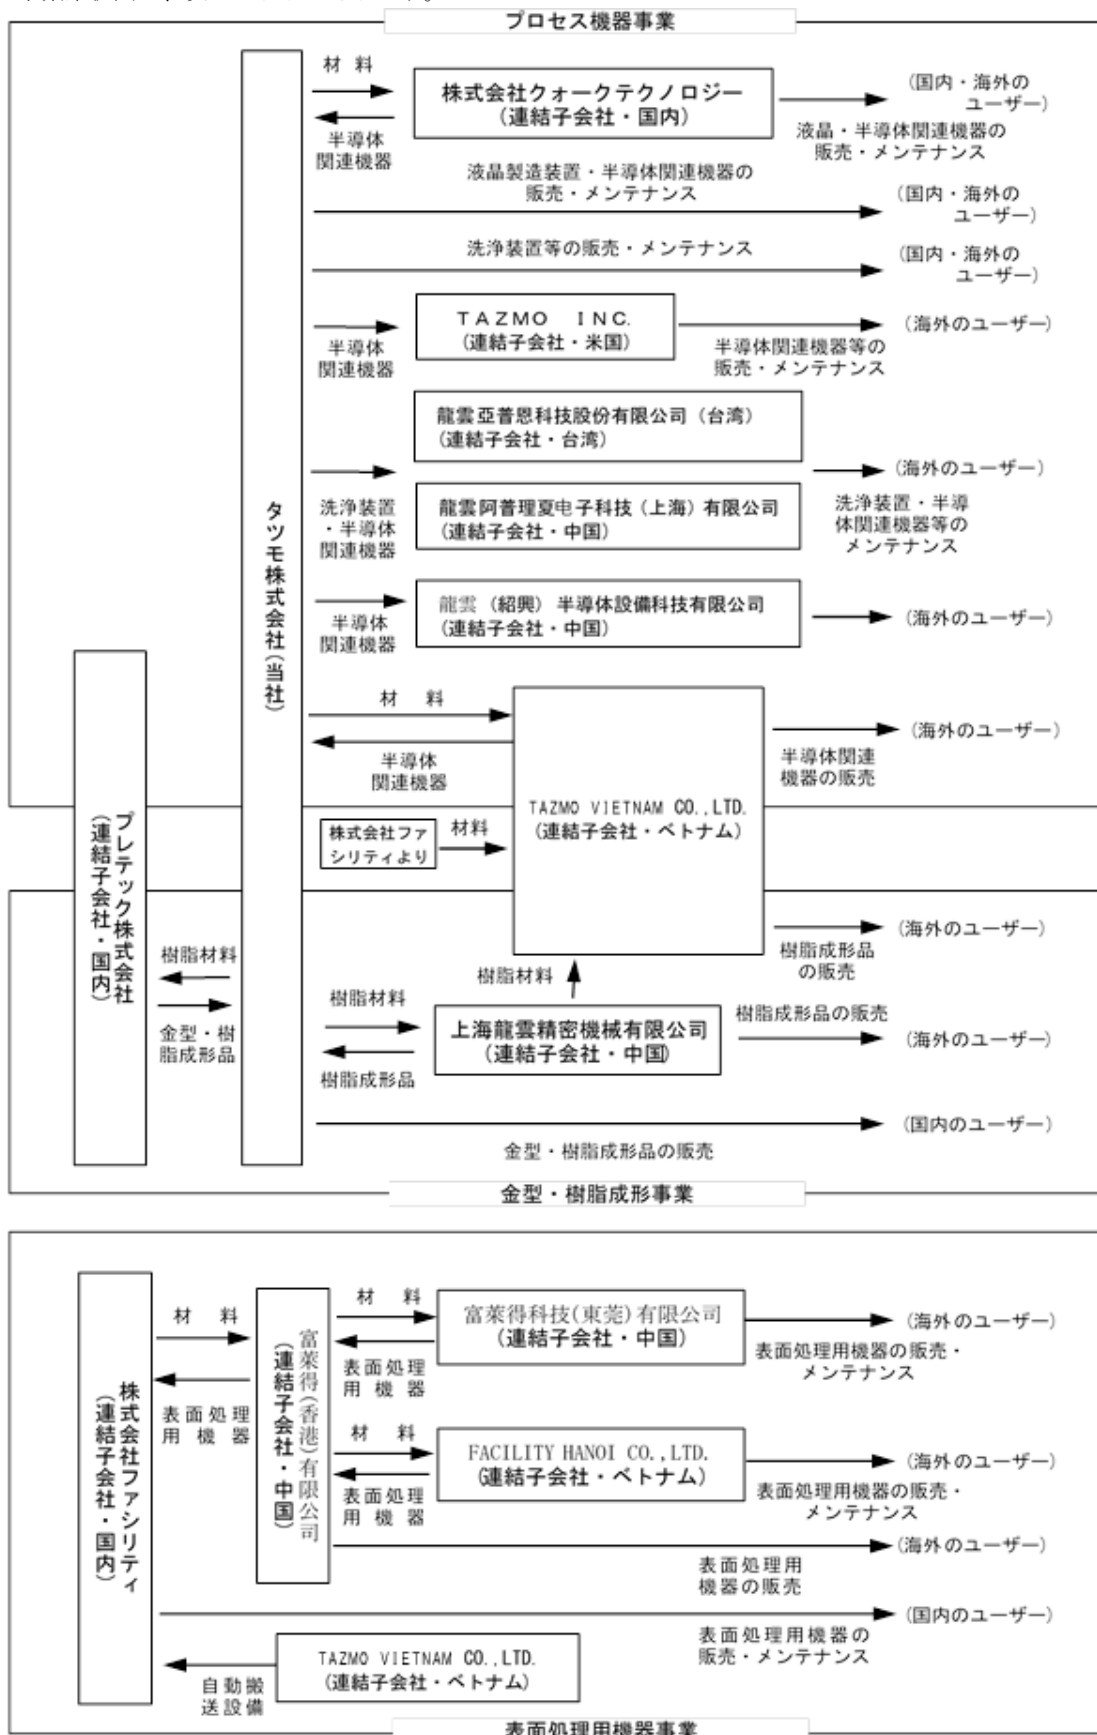 プロセス機器事業
材 料
株式会社クォークテクノロジー
(連結子会社・国内)
(国内・海外の
ユーザー)
半導体
関連機器
液晶・半導体関連機器の
販売・メンテナンス
液晶製造装置・半導体関連機器の
販売・メンテナンス
(国内・海外の
ユーザー)
洗浄装置等の販売・メンテナンス
(国内・海外の
ユーザー)
TAZMO INC.
(連結子会社・米国)
(海外のユーザー)
半導体
関連機器
半導体関連機器等の
販売・メンテナンス
龍雲亞普恩科技股份有限公司(台湾)
(連結子会社・台湾)
(海外のユーザー)
洗浄装置
・半導体
関連機器
龍雲阿普理夏电子科技(上海)有限公司
(連結子会社・中国)
洗浄装置・半導
体関連機器等の
メンテナンス
タツモ株式会社(当社)
龍雲(紹興)半導体設備科技有限公司
(連結子会社・中国)
(海外のユーザー)
半導体
関連機器
材 料
半導体
関連機器
TAZMO VIETNAM CO.,LTD.
(連結子会社・ベトナム)
(海外のユーザー)
半導体関連
機器の販売
プレテック株式会社
(連結子会社・国内)
株式会社ファ
シリティより
材料
(海外のユーザー)
樹脂成形品
の販売
樹脂材料
金型・樹
脂成形品
樹脂材料
樹脂材料
樹脂成形品
上海龍雲精密機械有限公司
(連結子会社・中国)
樹脂成形品の販売
(海外のユーザー)
(国内のユーザー)
金型・樹脂成形品の販売
金型・樹脂成形事業
株式会社ファシリティ
(連結子会社・国内)
材 料
表面処理
用機器
富莱得(香港)有限公司
(連結子会社・中国)
材 料
富莱得科技(東莞)有限公司
(連結子会社・中国)
(海外のユーザー)
表面処理
用機器
表面処理用機器の販売・
メンテナンス
材 料
FACILITY HANOI CO.,LTD.
(連結子会社・ベトナム)
(海外のユーザー)
表面処理
用機器
表面処理用機器の販売・
メンテナンス
(海外のユーザー)
表面処理用
機器の販売
(国内のユーザー)
表面処理用機器の
販売・メンテナンス
TAZMO VIETNAM CO.,LTD.
(連結子会社・ベトナム)
自動搬
送設備
表面処理用機器事業